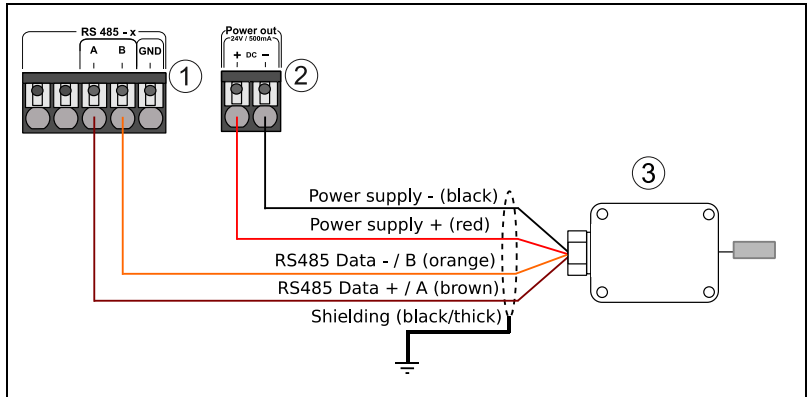 RS 485 - x
A B GND
1
Power out
24V / 500mA
+ DC -
2
3
Power supply - (black)
Power supply + (red)
RS485 Data - / B (orange)
RS485 Data + / A (brown)
Shielding (black/thick)